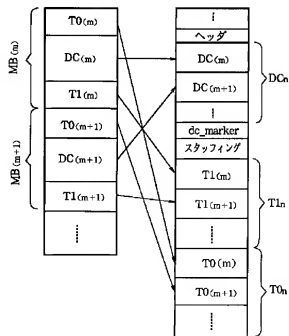 MB(m)
T0(m)
DC(m)
T1(m)
MB(m+1)
T0(m+1)
DC(m+1)
T1(m+1)
ヘッダ
DC(m)
DC(m+1)
DCn
dc_marker
スタッフィング
T1(m)
T1(m+1)
T1n
T0(m)
T0(m+1)
T0n